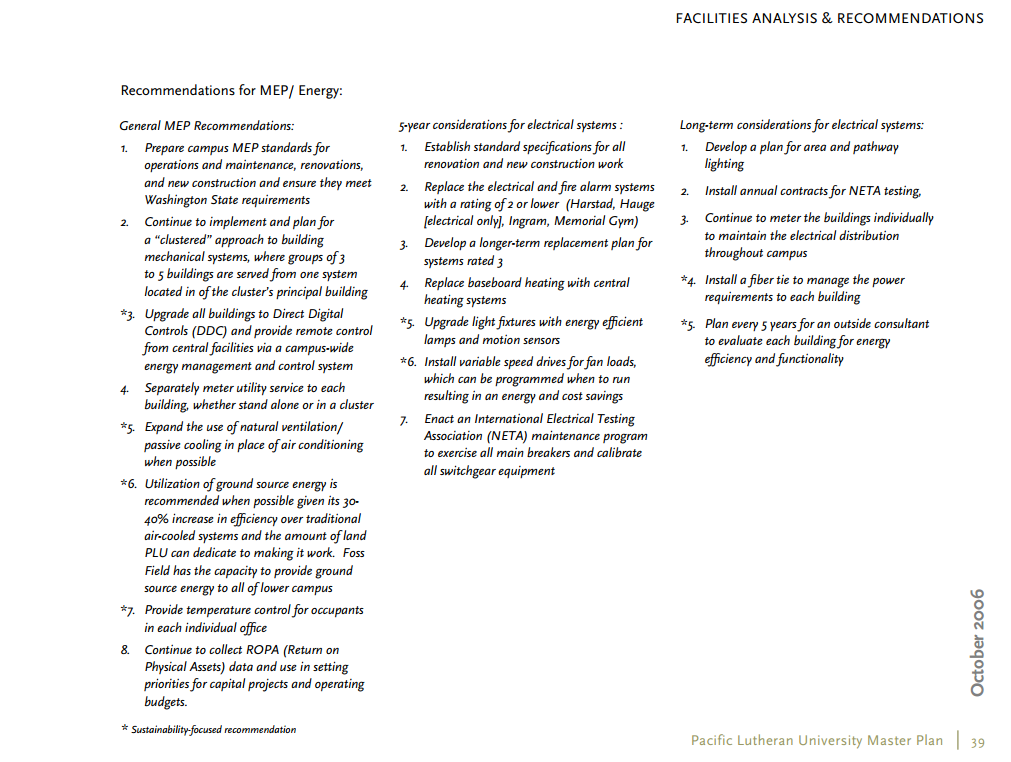 FACILITIES ANALYSIS & RECOMMENDATIONS
Recommendations for MEP/ Energy:
General MEP Recommendations:
1. Prepare campus MEP standards for
operations and maintenance, renovations,
and new construction and ensure they meet
Washington State requirements
2. Continue to implement and plan for
a “clustered” approach to building
mechanical systems, where groups of 3
to 5 buildings are served from one system
located in of the cluster’s principal building
*3. Upgrade all buildings to Direct Digital
Controls (DDC) and provide remote control
from central facilities via a campus-wide
energy management and control system
4. Separately meter utility service to each
building, whether stand alone or in a cluster
*5. Expand the use of natural ventilation/
passive cooling in place of air conditioning
when possible
*6. Utilization of ground source energy is
recommended when possible given its 30-
40% increase in efficiency over traditional
air-cooled systems and the amount of land
PLU can dedicate to making it work. Foss
Field has the capacity to provide ground
source energy to all of lower campus
*7. Provide temperature control for occupants
in each individual office
8. Continue to collect ROPA (Return on
Physical Assets) data and use in setting
priorities for capital projects and operating
budgets.
* Sustainability-focused recommendation
5-year considerations for electrical systems :
1. Establish standard specifications for all
renovation and new construction work
2. Replace the electrical and fire alarm systems
with a rating of 2 or lower (Harstad, Hauge
[electrical only], Ingram, Memorial Gym)
3. Develop a longer-term replacement plan for
systems rated 3
4. Replace baseboard heating with central
heating systems
*5. Upgrade light fixtures with energy efficient
lamps and motion sensors
*6. Install variable speed drives for fan loads,
which can be programmed when to run
resulting in an energy and cost savings
7. Enact an International Electrical Testing
Association (NETA) maintenance program
to exercise all main breakers and calibrate
all switchgear equipment
Long-term considerations for electrical systems:
1. Develop a plan for area and pathway
lighting
2. Install annual contracts for NETA testing,
3. Continue to meter the buildings individually
to maintain the electrical distribution
throughout campus
*4. Install a fiber tie to manage the power
requirements to each building
*5. Plan every 5 years for an outside consultant
to evaluate each building for energy
efficiency and functionality
October 2006
Pacific Lutheran University Master Plan | 39